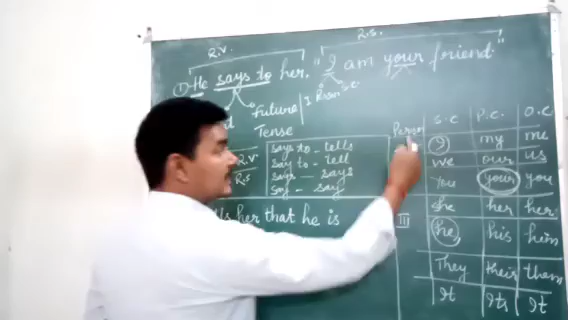 R.V.
R.S.
① He says to her, "I am your friend."
I Person S.C
Future
Tense
R.V
R.S
says to - tells
say to - tell
says - says
say - say
her that he is
Person S.C P.C. O.C
I my me
we our us
You your you
She her her
III he his him
They their them
It Its It